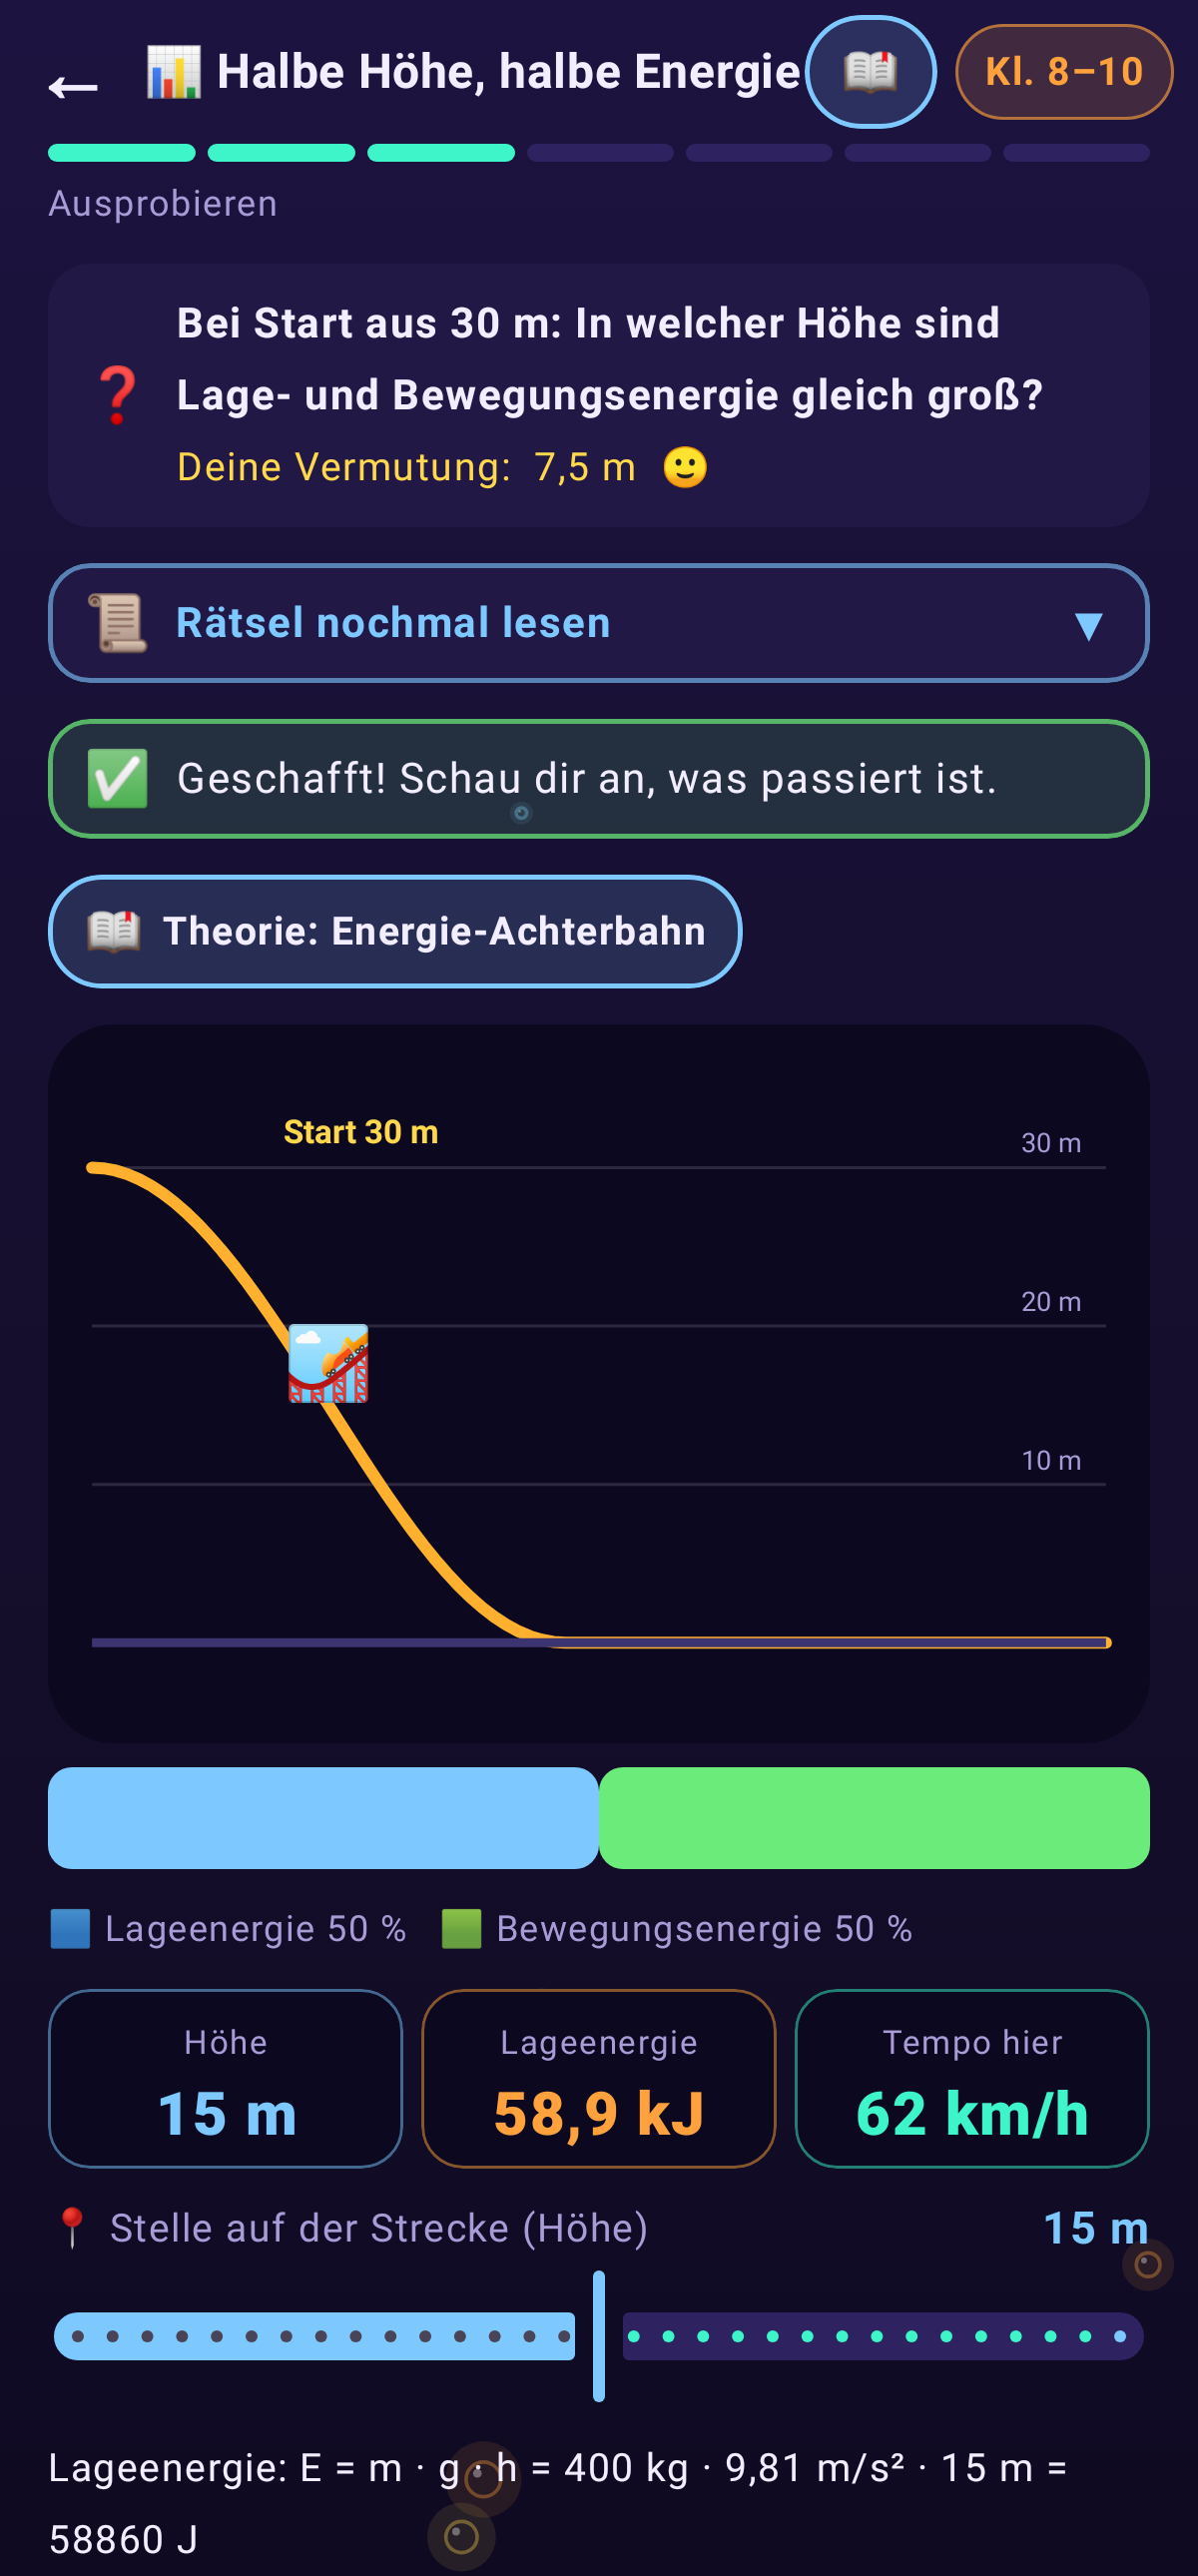 Halbe Höhe, halbe Energie
Kl. 8–10
Ausprobieren
Bei Start aus 30 m: In welcher Höhe sind
Lage- und Bewegungsenergie gleich groß?
Deine Vermutung: 7,5 m
Rätsel nochmal lesen
Geschafft! Schau dir an, was passiert ist.
Theorie: Energie-Achterbahn
Start 30 m
30 m
20 m
10 m
Lageenergie 50 %
Bewegungsenergie 50 %
Höhe
15 m
Lageenergie
58,9 kJ
Tempo hier
62 km/h
Stelle auf der Strecke (Höhe)
15 m
Lageenergie: E = m · g · h = 400 kg · 9,81 m/s² · 15 m =
58860 J